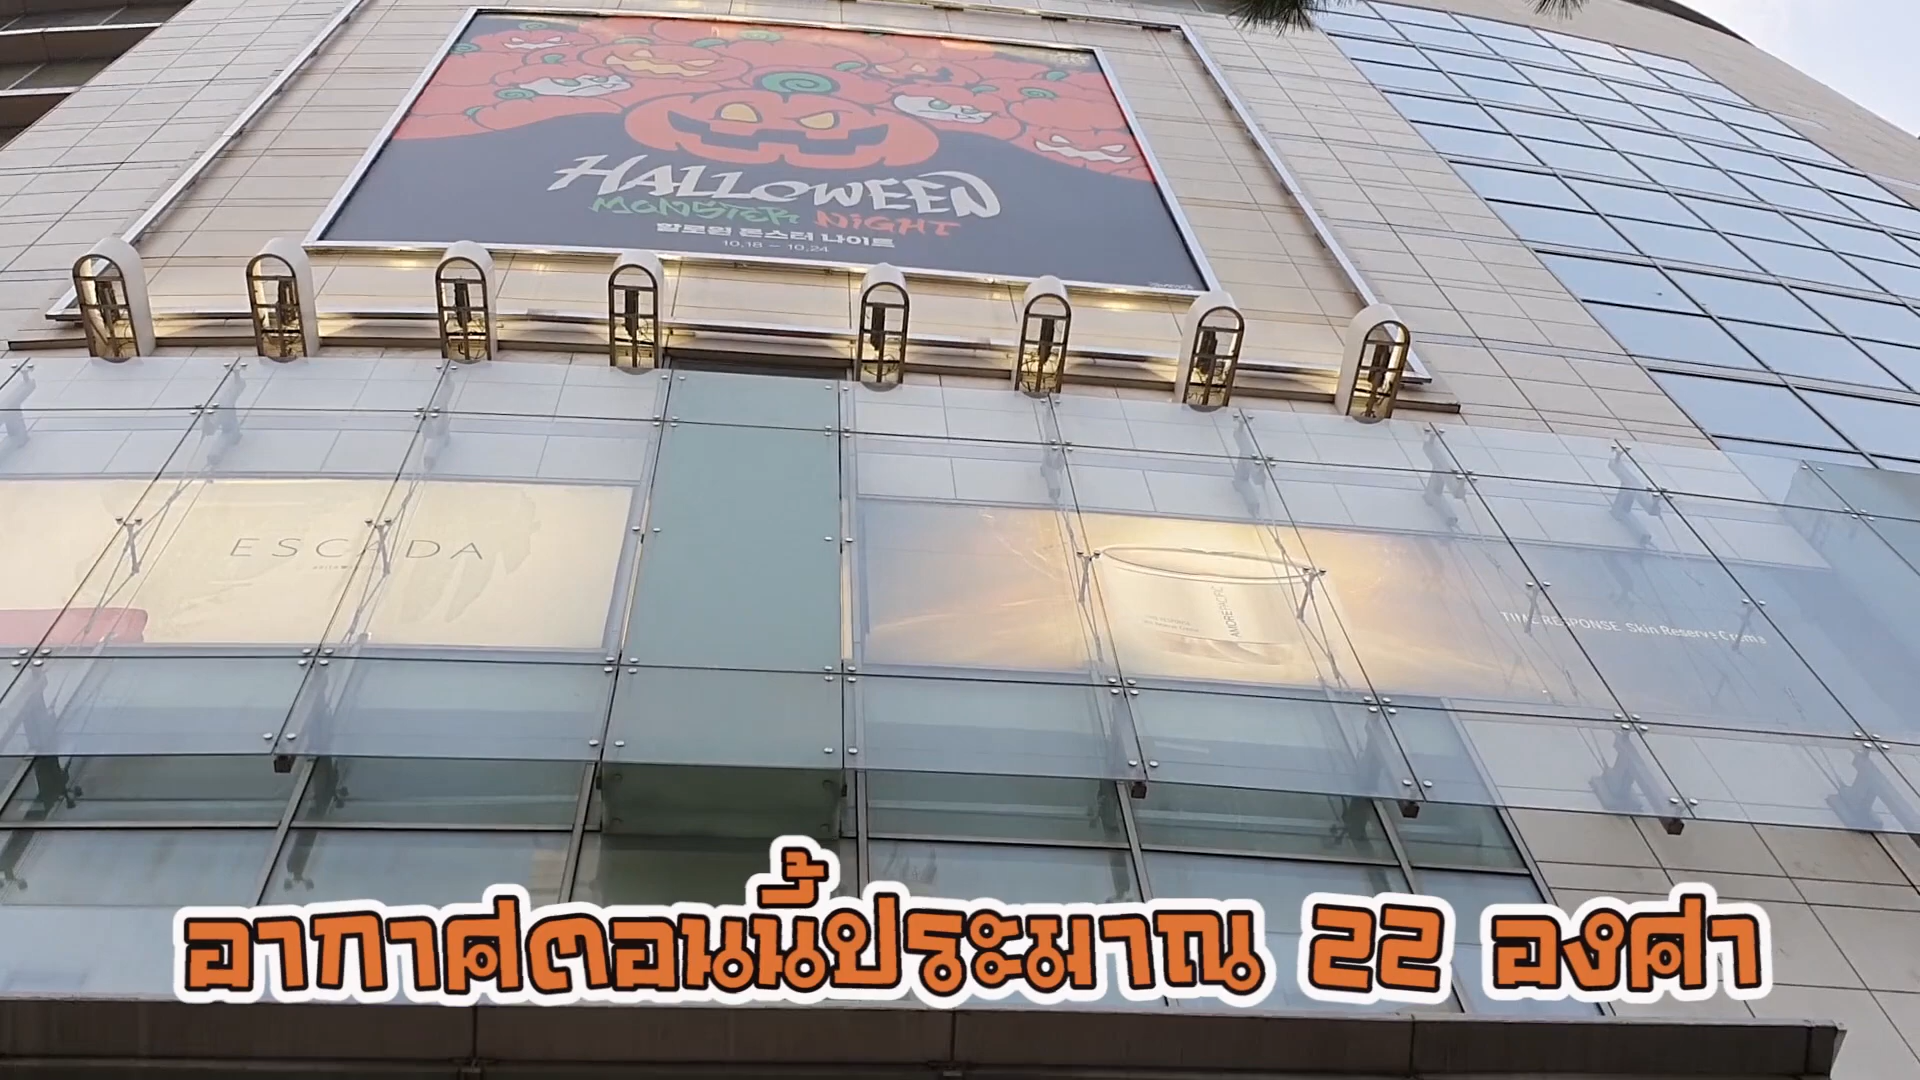 HALLOWEEN
MONSTER NIGHT
할로윈 몬스터 나이트
10.18 – 10.24
ESCADA
AMOREPACIFIC
TIME RESPONSE Skin Reserve Creme
อากาศตอนนี้ประมาณ 22 องศา